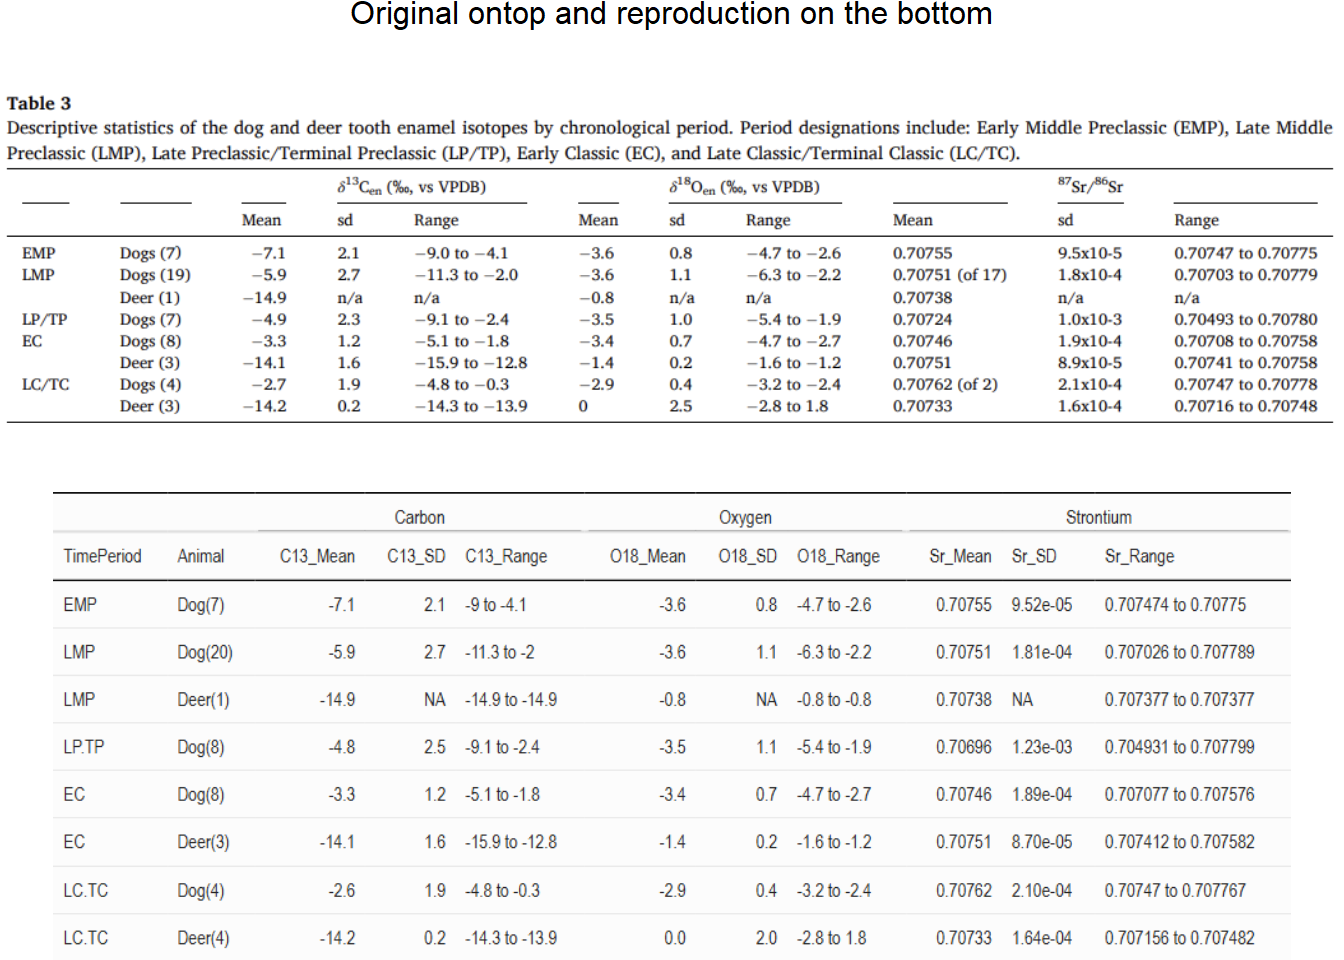 Original ontop and reproduction on the bottom
Table 3
Descriptive statistics of the dog and deer tooth enamel isotopes by chronological period. Period designations include: Early Middle Preclassic (EMP), Late Middle
Preclassic (LMP), Late Preclassic/Terminal Preclassic (LP/TP), Early Classic (EC), and Late Classic/Terminal Classic (LC/TC).
δ¹³Cₑₙ (‰, vs VPDB) δ¹⁸Oₑₙ (‰, vs VPDB) ⁸⁷Sr/⁸⁶Sr
Mean sd Range Mean sd Range Mean sd Range
EMP Dogs (7) −7.1 2.1 −9.0 to −4.1 −3.6 0.8 −4.7 to −2.6 0.70755 9.5x10-5 0.70747 to 0.70775
LMP Dogs (19) −5.9 2.7 −11.3 to −2.0 −3.6 1.1 −6.3 to −2.2 0.70751 (of 17) 1.8x10-4 0.70703 to 0.70779
Deer (1) −14.9 n/a n/a −0.8 n/a n/a 0.70738 n/a n/a
LP/TP Dogs (7) −4.9 2.3 −9.1 to −2.4 −3.5 1.0 −5.4 to −1.9 0.70724 1.0x10-3 0.70493 to 0.70780
EC Dogs (8) −3.3 1.2 −5.1 to −1.8 −3.4 0.7 −4.7 to −2.7 0.70746 1.9x10-4 0.70708 to 0.70758
Deer (3) −14.1 1.6 −15.9 to −12.8 −1.4 0.2 −1.6 to −1.2 0.70751 8.9x10-5 0.70741 to 0.70758
LC/TC Dogs (4) −2.7 1.9 −4.8 to −0.3 −2.9 0.4 −3.2 to −2.4 0.70762 (of 2) 2.1x10-4 0.70747 to 0.70778
Deer (3) −14.2 0.2 −14.3 to −13.9 0 2.5 −2.8 to 1.8 0.70733 1.6x10-4 0.70716 to 0.70748
Carbon Oxygen Strontium
TimePeriod Animal C13_Mean C13_SD C13_Range O18_Mean O18_SD O18_Range Sr_Mean Sr_SD Sr_Range
EMP Dog(7) -7.1 2.1 -9 to -4.1 -3.6 0.8 -4.7 to -2.6 0.70755 9.52e-05 0.707474 to 0.70775
LMP Dog(20) -5.9 2.7 -11.3 to -2 -3.6 1.1 -6.3 to -2.2 0.70751 1.81e-04 0.707026 to 0.707789
LMP Deer(1) -14.9 NA -14.9 to -14.9 -0.8 NA -0.8 to -0.8 0.70738 NA 0.707377 to 0.707377
LP.TP Dog(8) -4.8 2.5 -9.1 to -2.4 -3.5 1.1 -5.4 to -1.9 0.70696 1.23e-03 0.704931 to 0.707799
EC Dog(8) -3.3 1.2 -5.1 to -1.8 -3.4 0.7 -4.7 to -2.7 0.70746 1.89e-04 0.707077 to 0.707576
EC Deer(3) -14.1 1.6 -15.9 to -12.8 -1.4 0.2 -1.6 to -1.2 0.70751 8.70e-05 0.707412 to 0.707582
LC.TC Dog(4) -2.6 1.9 -4.8 to -0.3 -2.9 0.4 -3.2 to -2.4 0.70762 2.10e-04 0.70747 to 0.707767
LC.TC Deer(4) -14.2 0.2 -14.3 to -13.9 0.0 2.0 -2.8 to 1.8 0.70733 1.64e-04 0.707156 to 0.707482